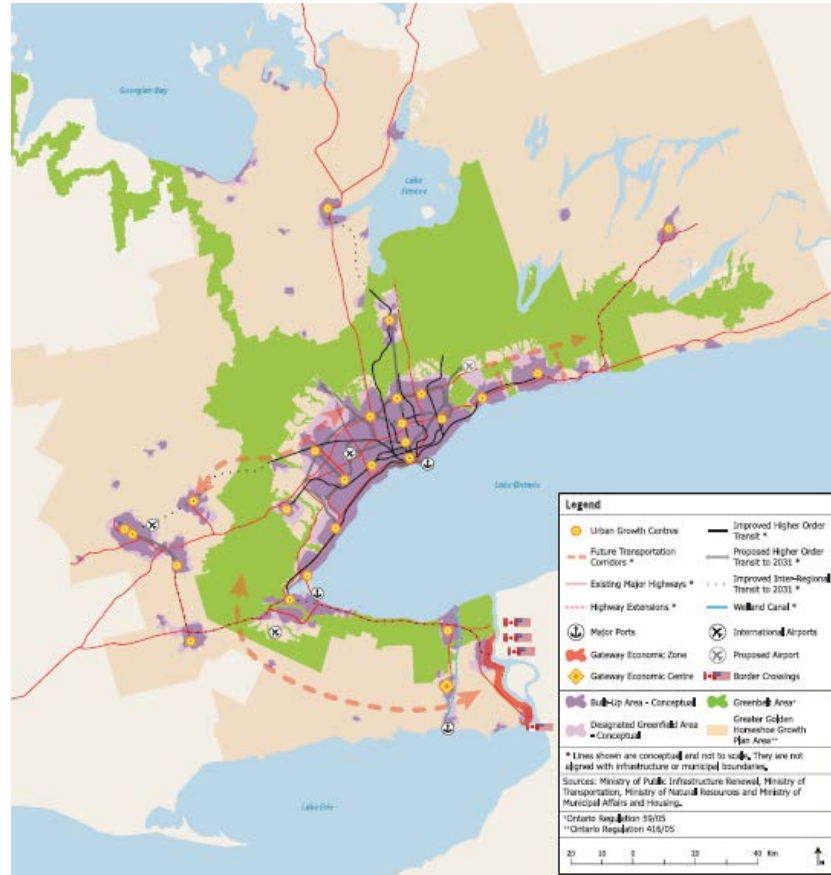 Georgian Bay
Lake
Simcoe
Lake Ontario
Lake Erie
Legend
Urban Growth Centres
Future Transportation
Corridors *
Existing Major Highways *
Highway Extensions *
Major Ports
Gateway Economic Zone
Gateway Economic Centre
Improved Higher Order
Transit *
Proposed Higher Order
Transit to 2031 *
Improved Inter-Regional
Transit to 2031 *
Welland Canal *
International Airports
Proposed Airport
Border Crossings
Built-Up Area - Conceptual
Designated Greenfield Area
- Conceptual
Greenbelt Area*
Greater Golden
Horseshoe Growth
Plan Area**
* Lines shown are conceptual and not to scale. They are not
aligned with infrastructure or municipal boundaries.
Sources: Ministry of Public Infrastructure Renewal, Ministry of
Transportation, Ministry of Natural Resources and Ministry of
Municipal Affairs and Housing.
*Ontario Regulation 59/05
**Ontario Regulation 416/05
20 10 0 20 40 Km
N